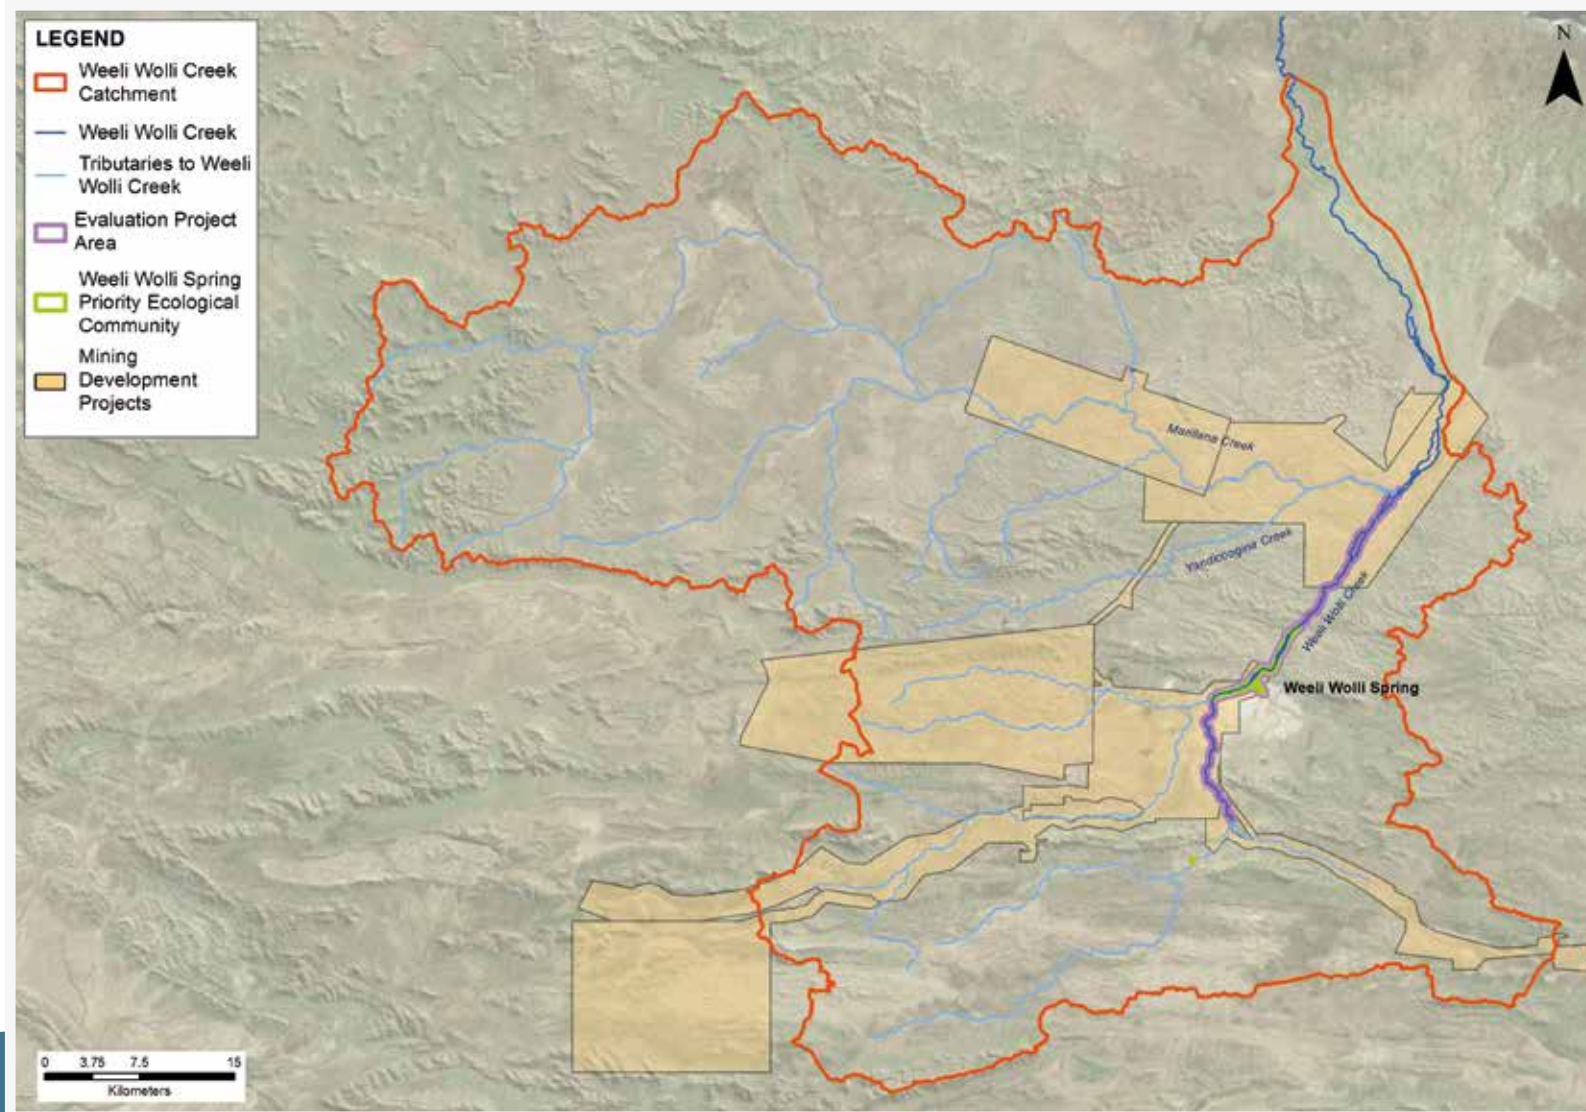 LEGEND
Weeli Wolli Creek
Catchment
Weeli Wolli Creek
Tributaries to Weeli
Wolli Creek
Evaluation Project
Area
Weeli Wolli Spring
Priority Ecological
Community
Mining
Development
Projects
N
Marillana Creek
Yandicoogina Creek
Weeli Wolli Creek
Weeli Wolli Spring
0 3.75 7.5 15
Kilometers